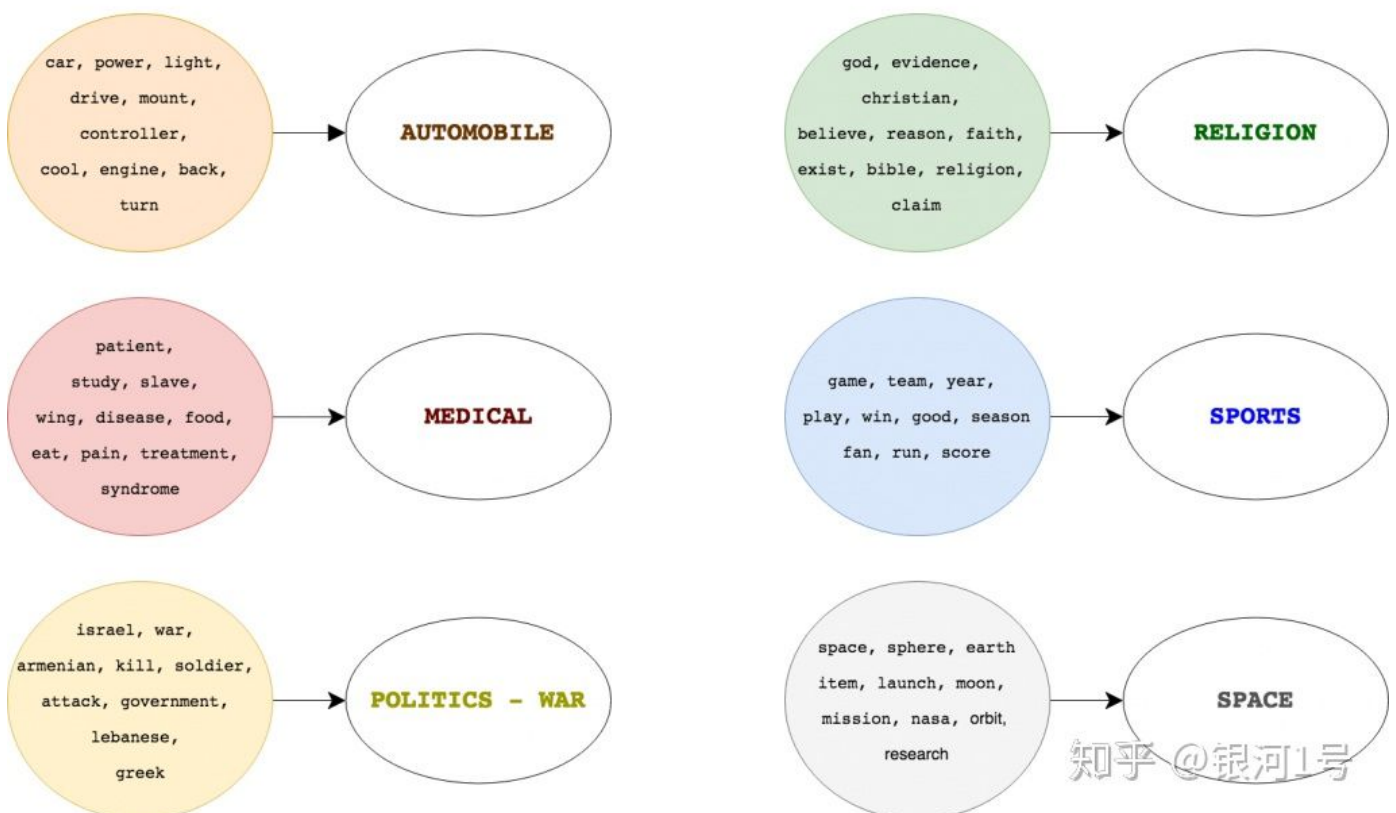 car, power, light,
drive, mount,
controller,
cool, engine, back,
turn
AUTOMOBILE
god, evidence,
christian,
believe, reason, faith,
exist, bible, religion,
claim
RELIGION
patient,
study, slave,
wing, disease, food,
eat, pain, treatment,
syndrome
MEDICAL
game, team, year,
play, win, good, season
fan, run, score
SPORTS
israel, war,
armenian, kill, soldier,
attack, government,
lebanese,
greek
POLITICS - WAR
space, sphere, earth
item, launch, moon,
mission, nasa, orbit,
research
SPACE
知乎 @银河1号